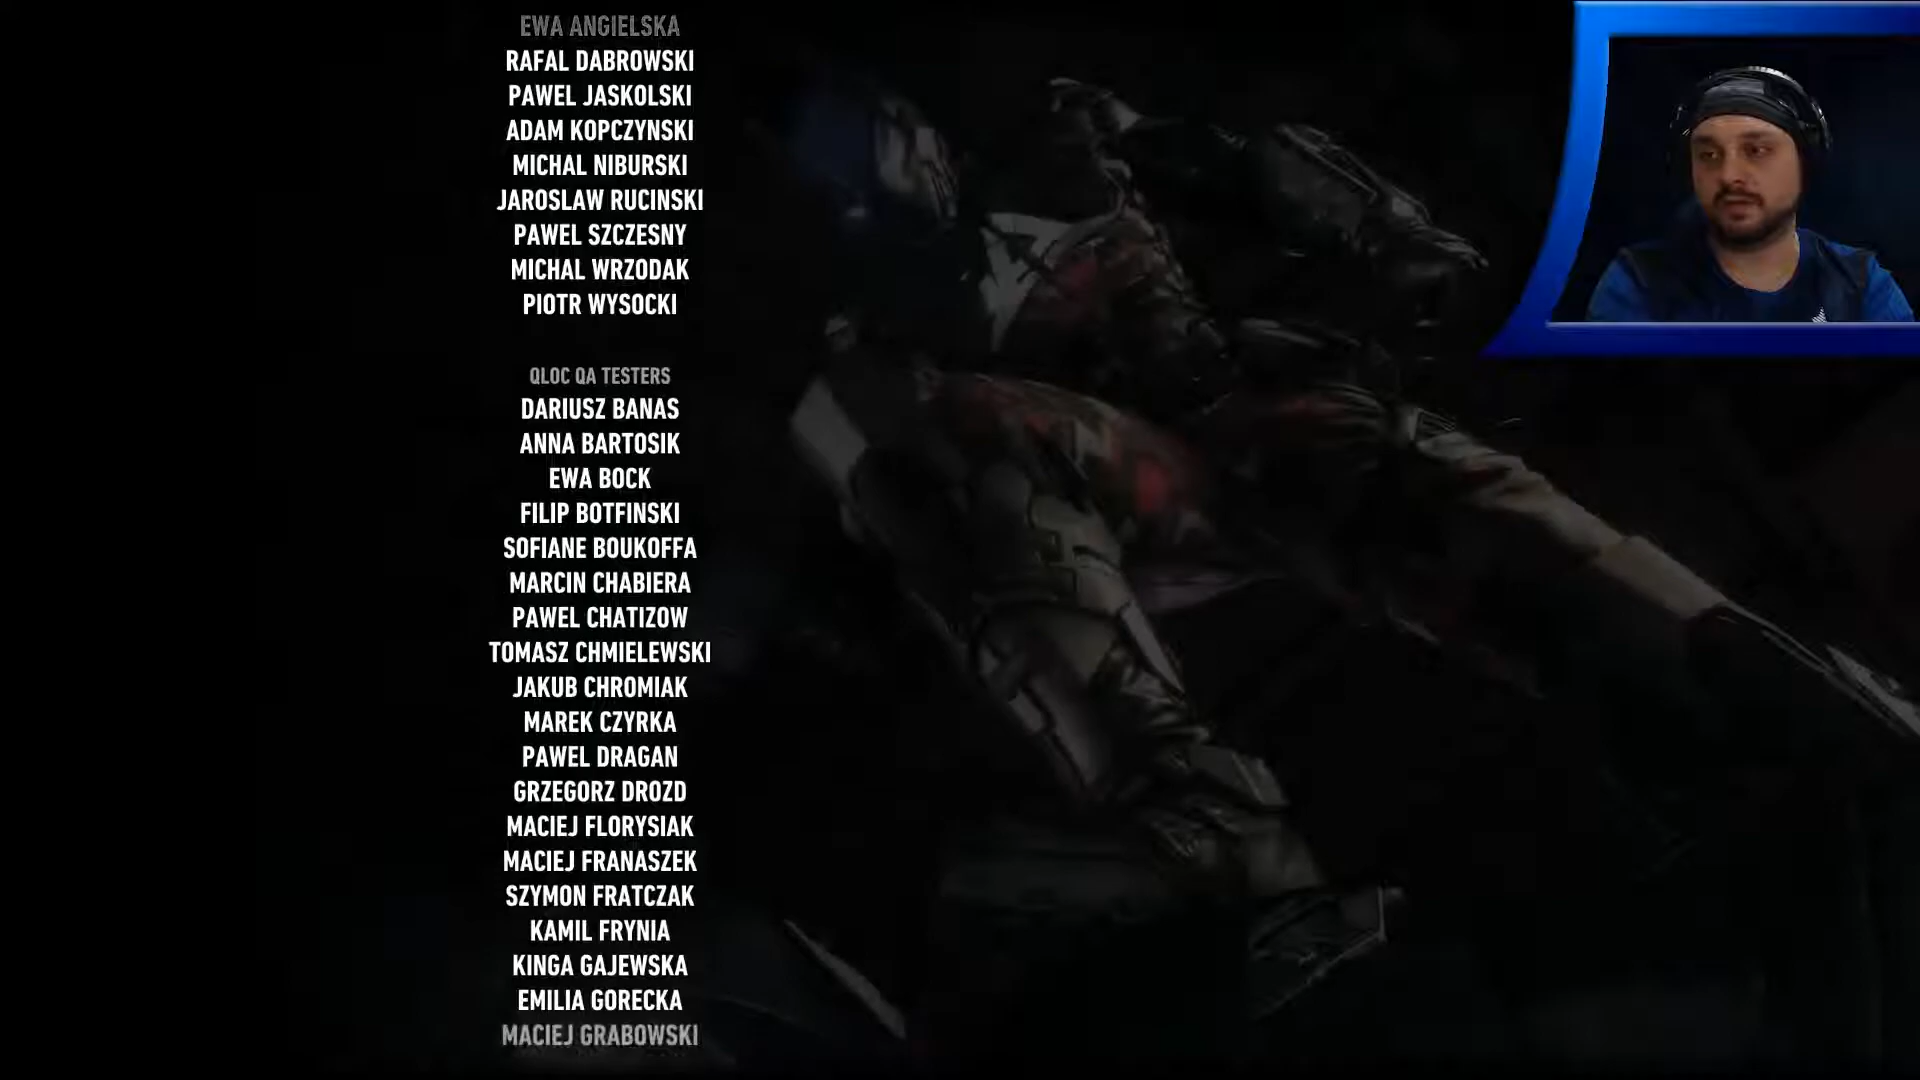 EWA ANGIELSKA
RAFAL DABROWSKI
PAWEL JASKOLSKI
ADAM KOPCZYNSKI
MICHAL NIBURSKI
JAROSLAW RUCINSKI
PAWEL SZCZESNY
MICHAL WRZODAK
PIOTR WYSOCKI
QLOC QA TESTERS
DARIUSZ BANAS
ANNA BARTOSIK
EWA BOCK
FILIP BOTFINSKI
SOFIANE BOUKOFFA
MARCIN CHABIERA
PAWEL CHATIZOW
TOMASZ CHMIELEWSKI
JAKUB CHROMIAK
MAREK CZYRKA
PAWEL DRAGAN
GRZEGORZ DROZD
MACIEJ FLORYSIAK
MACIEJ FRANASZEK
SZYMON FRATCZAK
KAMIL FRYNIA
KINGA GAJEWSKA
EMILIA GORECKA
MACIEJ GRABOWSKI